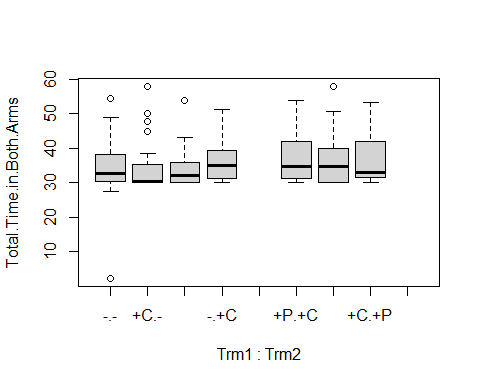 Total.Time.in.Both.Arms
60
50
40
30
20
10
-.- +C.- -.+C +P.+C +C.+P
Trm1 : Trm2